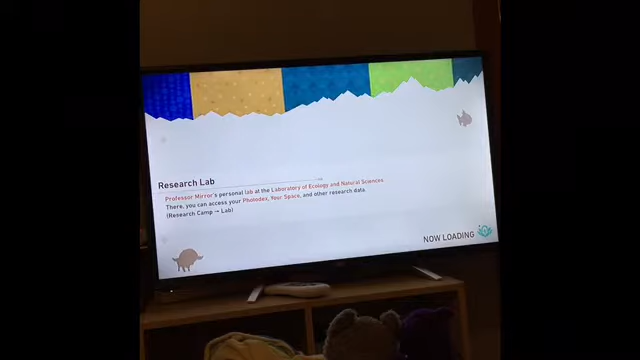 Research Lab
Professor Mirror's personal lab at the Laboratory of Ecology and Natural Sciences
There, you can access your Photodex, Your Space, and other research data.
(Research Camp → Lab)
NOW LOADING